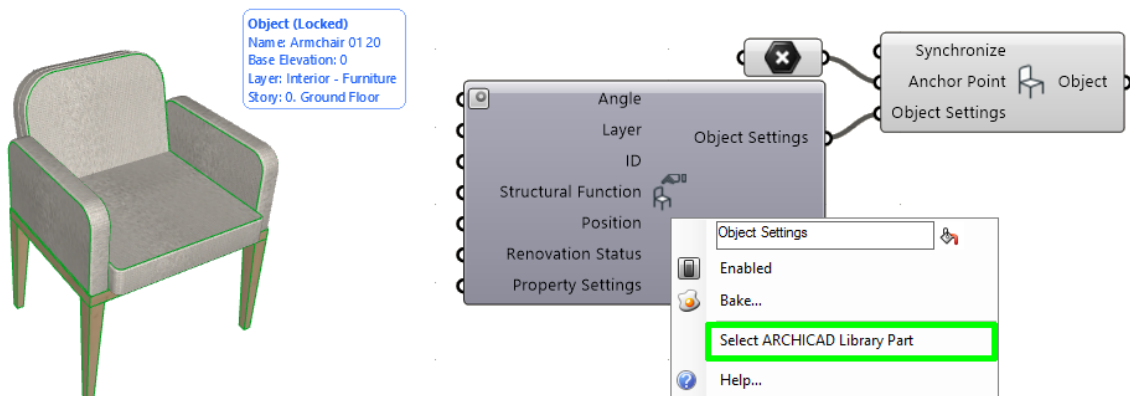 Object (Locked)
Name: Armchair 01 20
Base Elevation: 0
Layer: Interior - Furniture
Story: 0. Ground Floor
Synchronize
Anchor Point
Object
Object Settings
Angle
Layer
Object Settings
ID
Structural Function
Position
Renovation Status
Property Settings
Object Settings
Enabled
Bake...
Select ARCHICAD Library Part
Help...